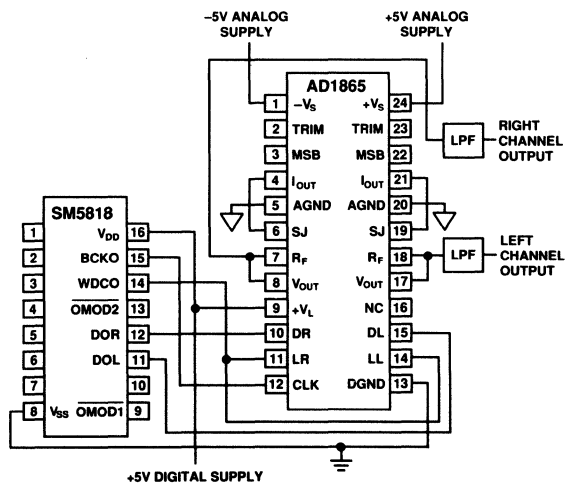 –5V ANALOG
SUPPLY
+5V ANALOG
SUPPLY
AD1865
1 –VS +VS 24
2 TRIM TRIM 23
3 MSB MSB 22
4 IOUT IOUT 21
5 AGND AGND 20
6 SJ SJ 19
7 RF RF 18
8 VOUT VOUT 17
9 +VL NC 16
10 DR DL 15
11 LR LL 14
12 CLK DGND 13
LPF
RIGHT
CHANNEL
OUTPUT
LPF
LEFT
CHANNEL
OUTPUT
SM5818
1 VDD 16
2 BCKO 15
3 WDCO 14
4 OMOD2 13
5 DOR 12
6 DOL 11
7 10
8 VSS OMOD1 9
+5V DIGITAL SUPPLY